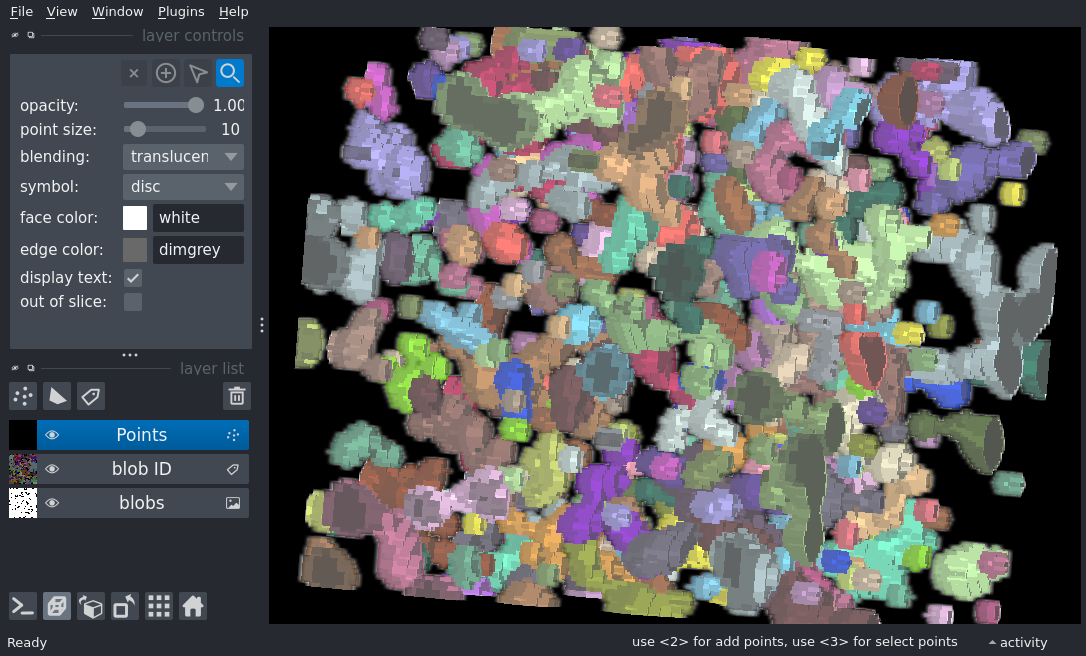 File View Window Plugins Help
layer controls
opacity: 1.00
point size: 10
blending: translucen
symbol: disc
face color: white
edge color: dimgrey
display text:
out of slice:
layer list
Points
blob ID
blobs
Ready use <2> for add points, use <3> for select points activity